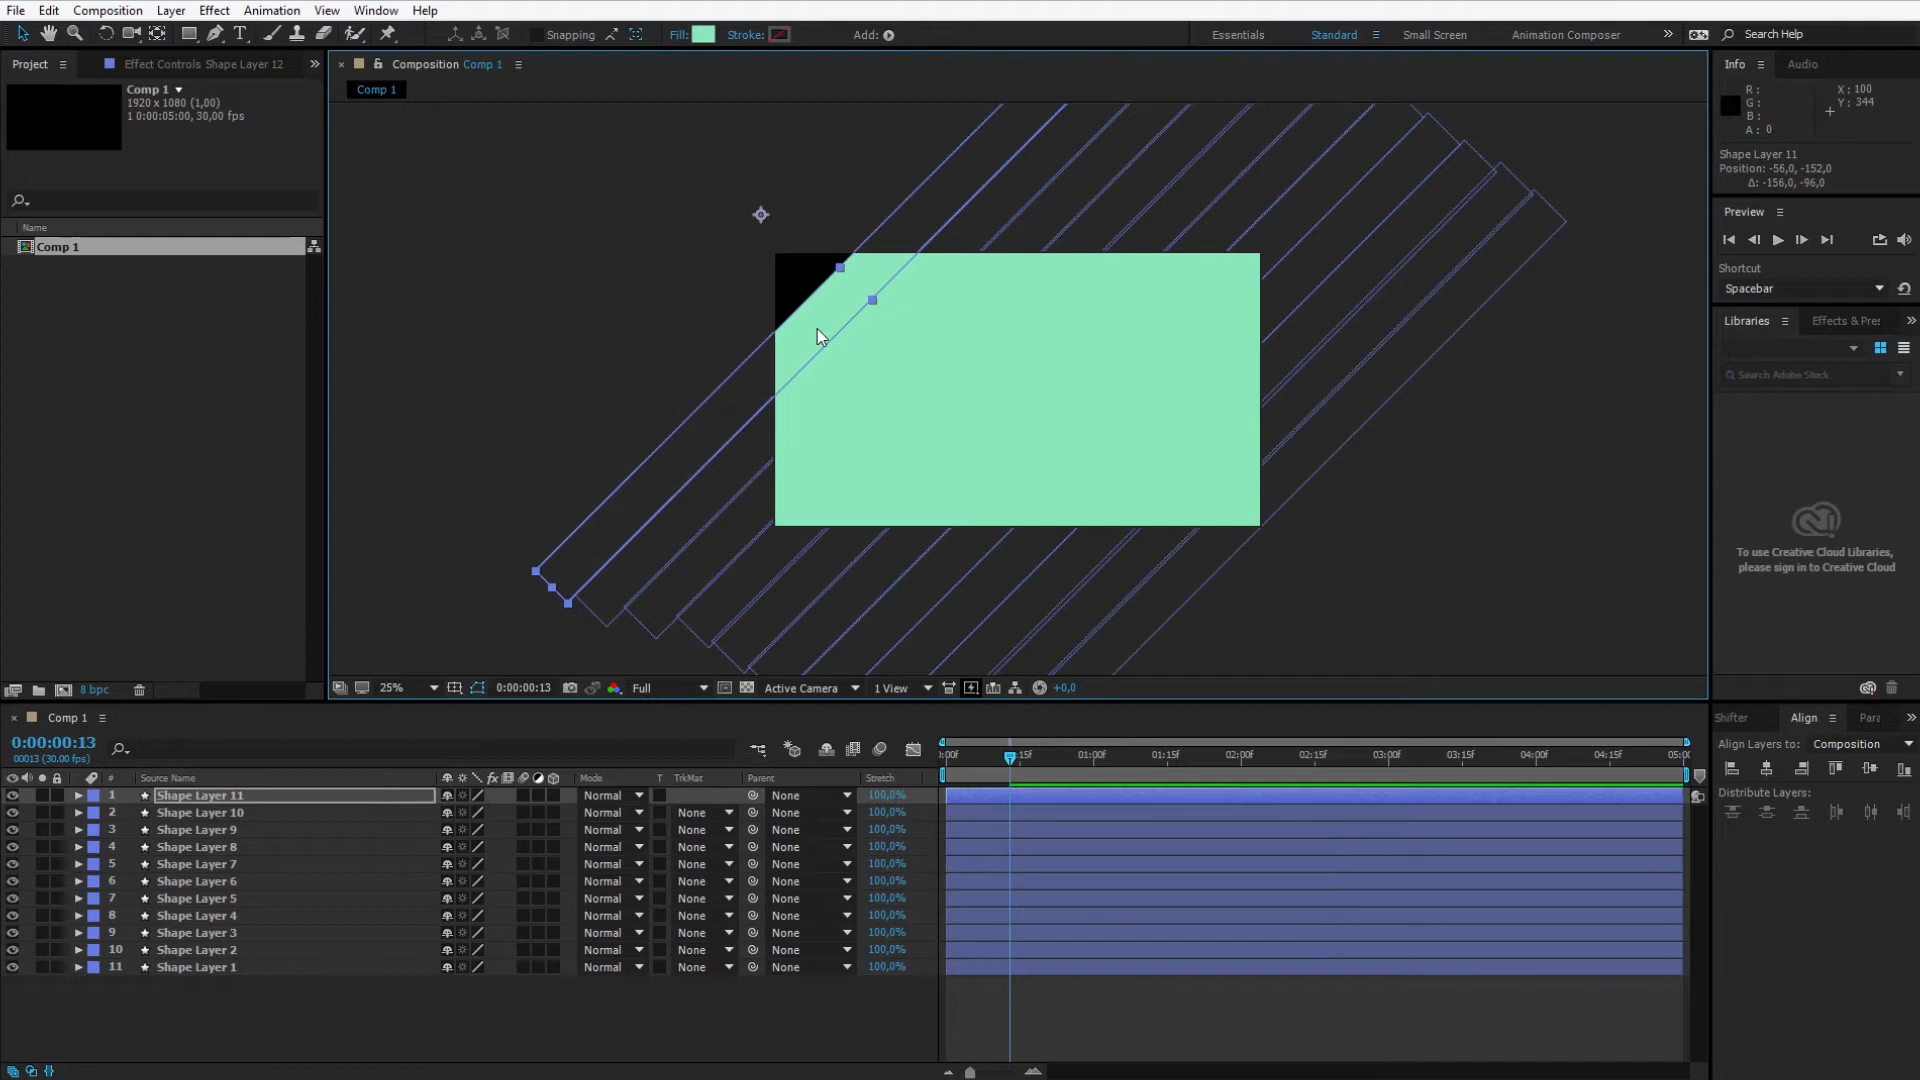 File Edit Composition Layer Effect Animation View Window Help
Snapping Fill: Stroke: Add: Essentials Standard Small Screen Animation Composer Search Help
Project Effect Controls Shape Layer 12 Composition Comp 1 Info Audio
Comp 1
1920 x 1080 (1,00)
1 0:00:05:00, 30,00 fps
Comp 1
R: X: 100
G: Y: 344
B:
A: 0
Shape Layer 11
Position: -56,0, -152,0
Δ: -156,0, -96,0
Preview
Name
Comp 1
Shortcut
Spacebar
Libraries Effects & Pre
Search Adobe Stock
To use Creative Cloud Libraries,
please sign in to Creative Cloud
8 bpc 25% 0:00:00:13 Full Active Camera 1 View +0,0
Comp 1 Shifter Align Para
0:00:00:13
00013 (30.00 fps)
Align Layers to: Composition
:00f 15f 01:00f 01:15f 02:00f 02:15f 03:00f 03:15f 04:00f 04:15f 05:00
# Source Name Mode T TrkMat Parent Stretch
Distribute Layers:
1 Shape Layer 11 Normal None 100,0%
2 Shape Layer 10 Normal None None 100,0%
3 Shape Layer 9 Normal None None 100,0%
4 Shape Layer 8 Normal None None 100,0%
5 Shape Layer 7 Normal None None 100,0%
6 Shape Layer 6 Normal None None 100,0%
7 Shape Layer 5 Normal None None 100,0%
8 Shape Layer 4 Normal None None 100,0%
9 Shape Layer 3 Normal None None 100,0%
10 Shape Layer 2 Normal None None 100,0%
11 Shape Layer 1 Normal None None 100,0%